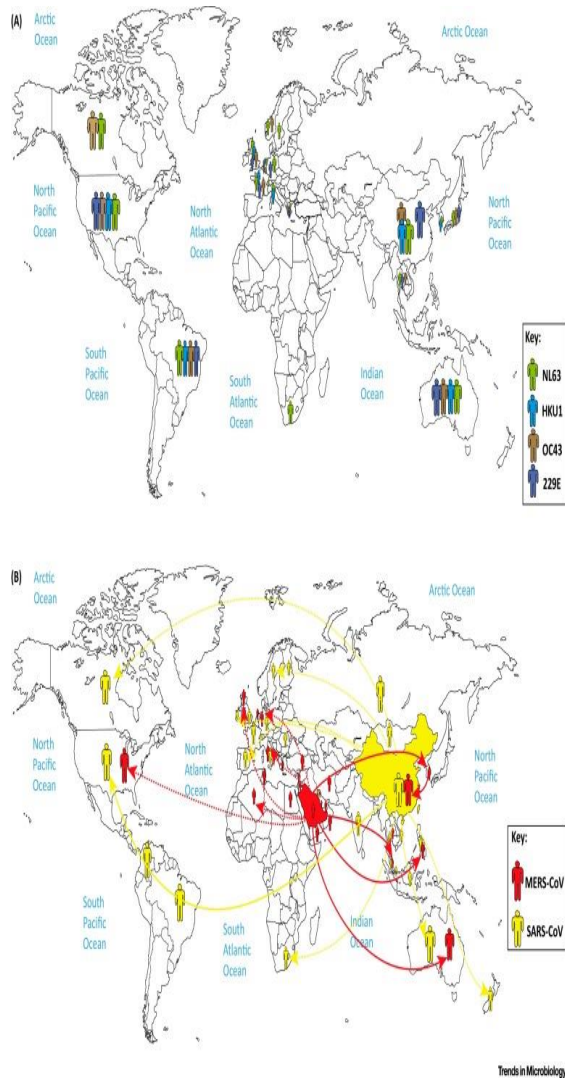 (A)
Arctic
Ocean
Arctic Ocean
North
Pacific
Ocean
North
Atlantic
Ocean
North
Pacific
Ocean
South
Pacific
Ocean
South
Atlantic
Ocean
Indian
Ocean
Key:
NL63
HKU1
OC43
229E
(B)
Arctic
Ocean
Arctic Ocean
North
Pacific
Ocean
North
Atlantic
Ocean
North
Pacific
Ocean
South
Pacific
Ocean
South
Atlantic
Ocean
Indian
Ocean
Key:
MERS-CoV
SARS-CoV
Trends in Microbiology